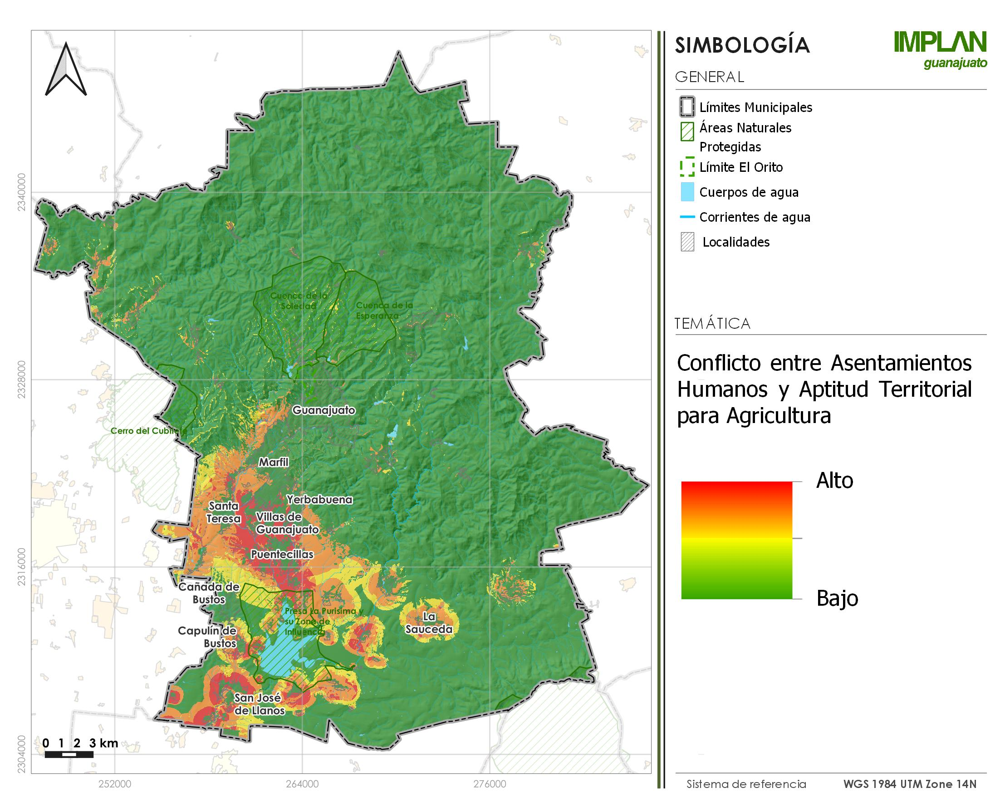 SIMBOLOGÍA
IMPLAN
guanajuato
GENERAL
Límites Municipales
Áreas Naturales
Protegidas
Límite El Orito
Cuerpos de agua
Corrientes de agua
Localidades
TEMÁTICA
Conflicto entre Asentamientos
Humanos y Aptitud Territorial
para Agricultura
Alto
Bajo
Sistema de referencia
WGS 1984 UTM Zone 14N
2340000
2328000
2316000
2304000
252000
264000
276000
0 1 2 3 km
Cuenca de la
Soledad
Cuenca de la
Esperanza
Guanajuato
Cerro del Cubilete
Marfil
Yerbabuena
Santa
Teresa
Villas de
Guanajuato
Puentecillas
Cañada de
Bustos
Presa La Purisima y
su Zona de
Influencia
La
Sauceda
Capulín de
Bustos
San José
de Llanos